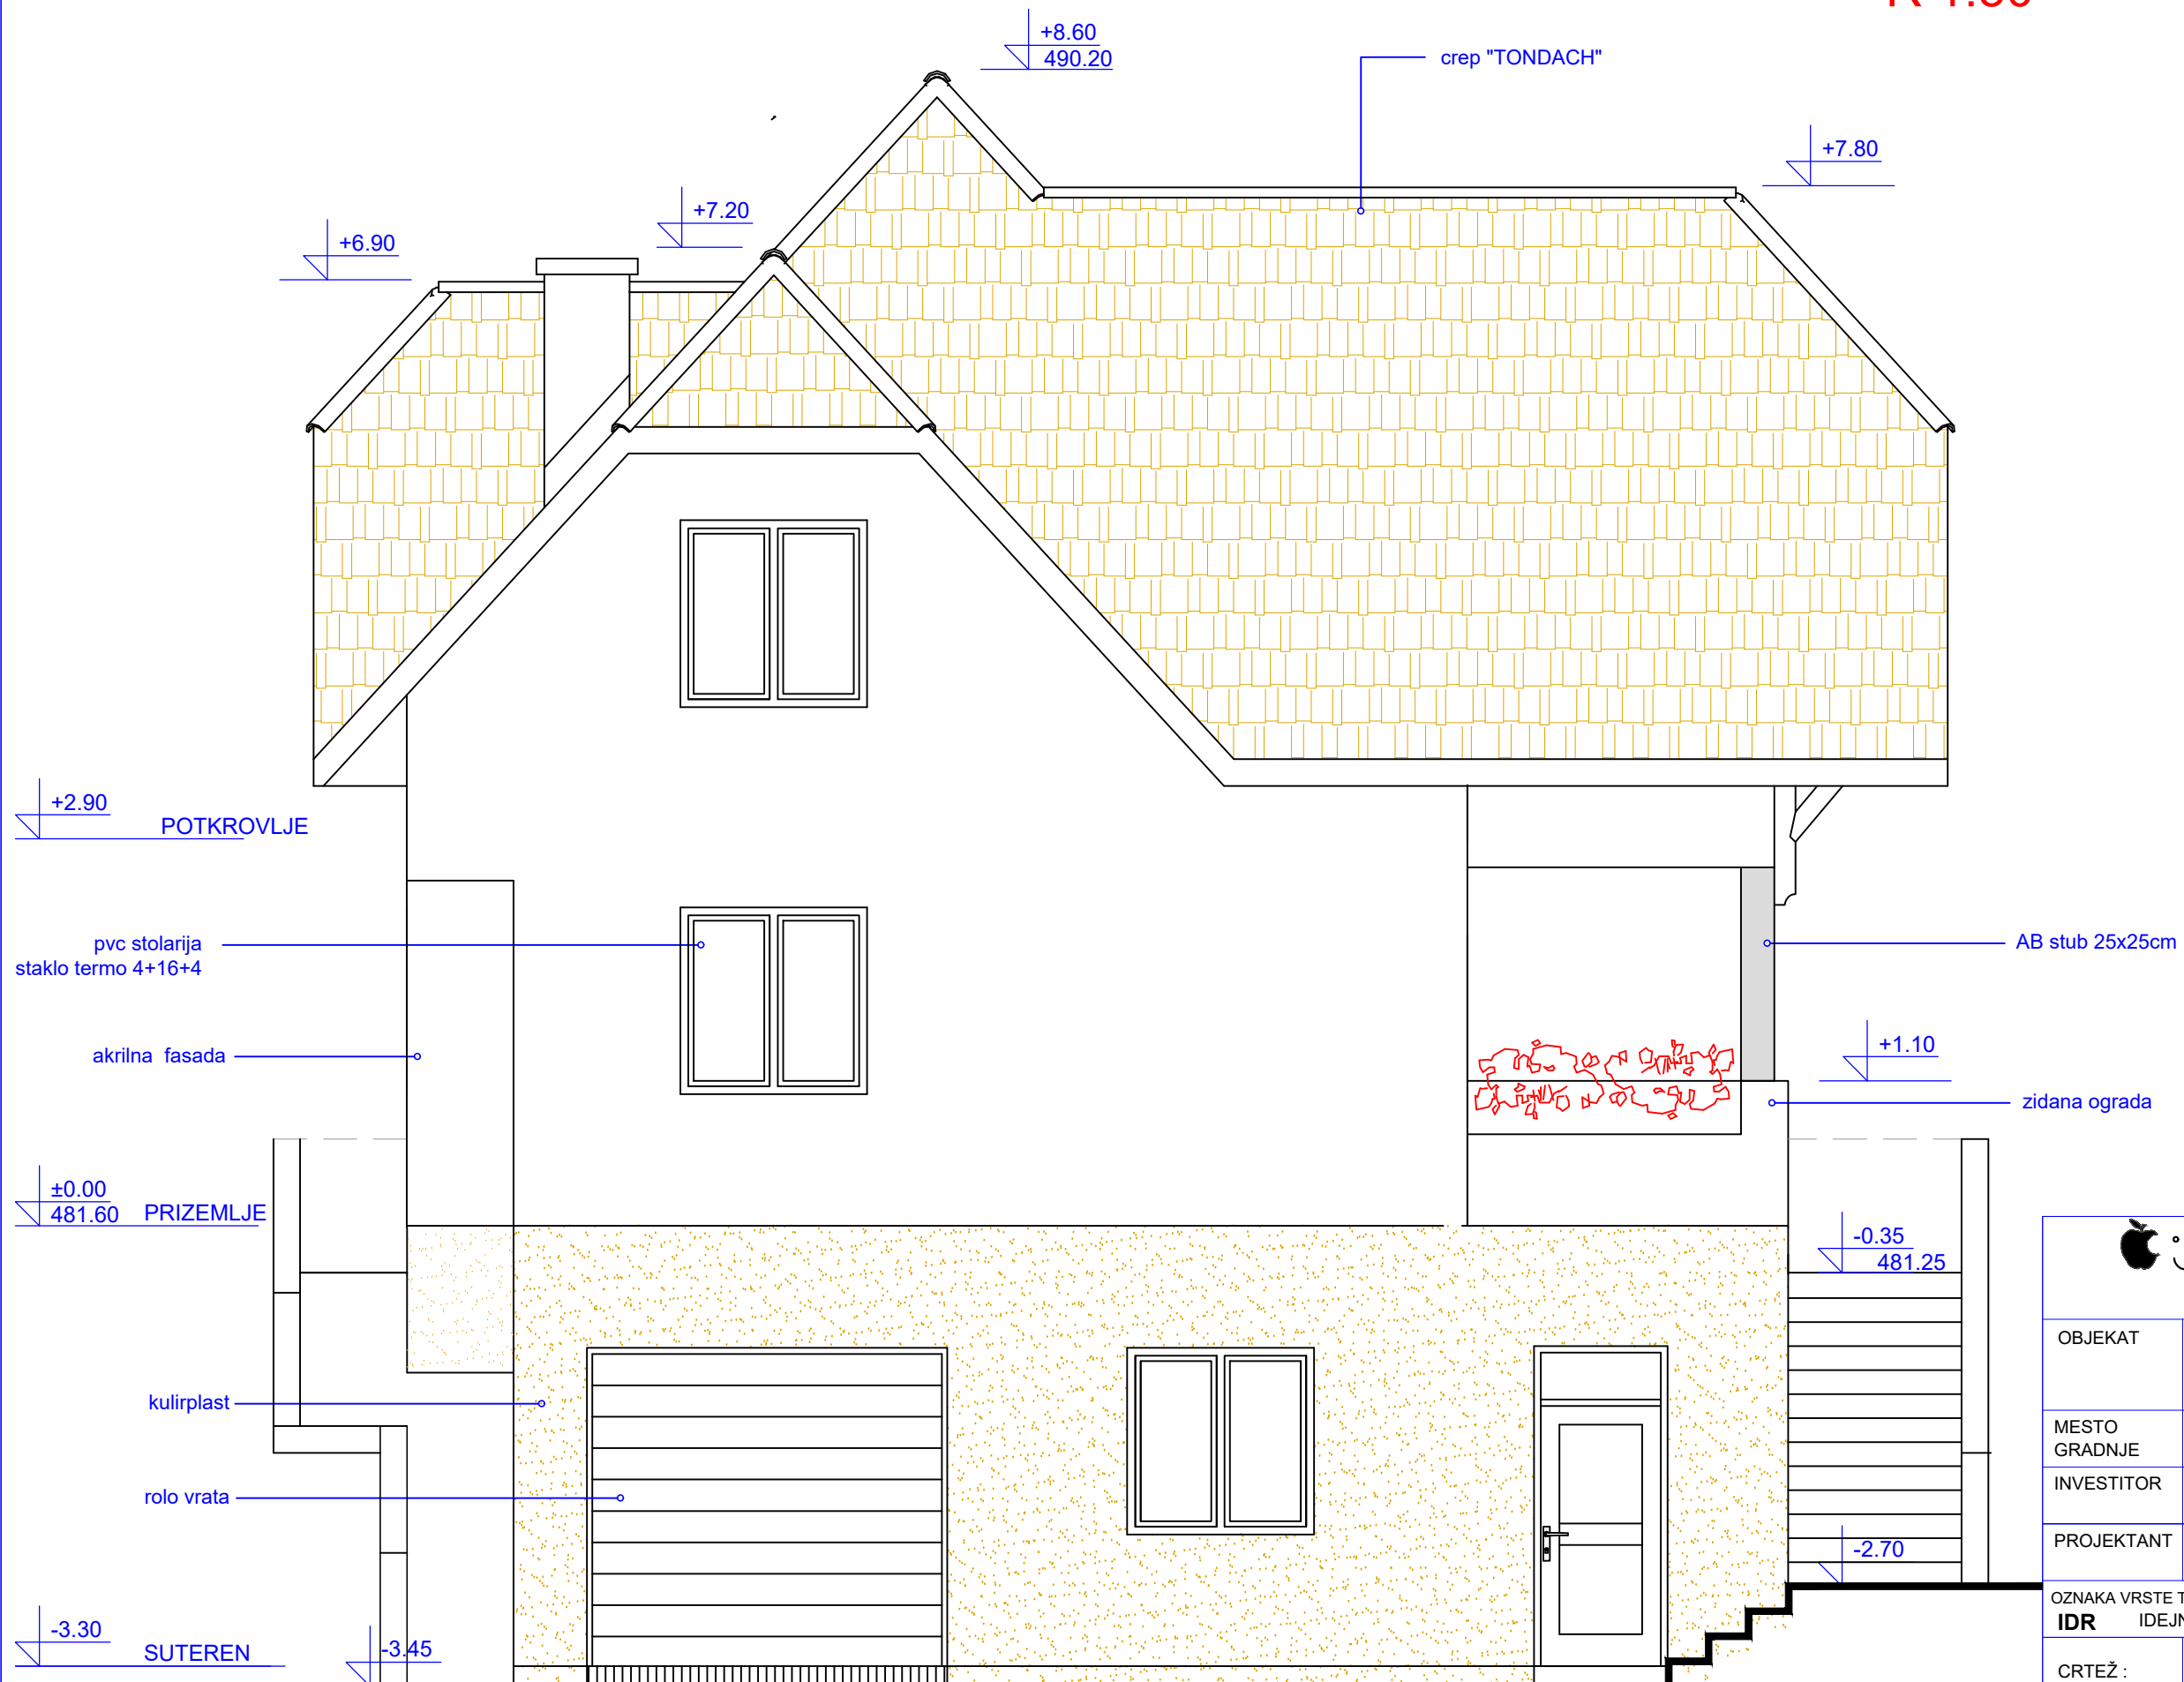 +8.60
490.20
crep "TONDACH"
+7.80
+7.20
+6.90
+2.90
POTKROVLJE
pvc stolarija
staklo termo 4+16+4
AB stub 25x25cm
akrilna fasada
+1.10
zidana ograda
±0.00
481.60 PRIZEMLJE
-0.35
481.25
OBJEKAT
kulirplast
MESTO
GRADNJE
INVESTITOR
rolo vrata
PROJEKTANT
-2.70
OZNAKA VRSTE
IDR
-3.30
SUTEREN
-3.45
CRTEŽ :